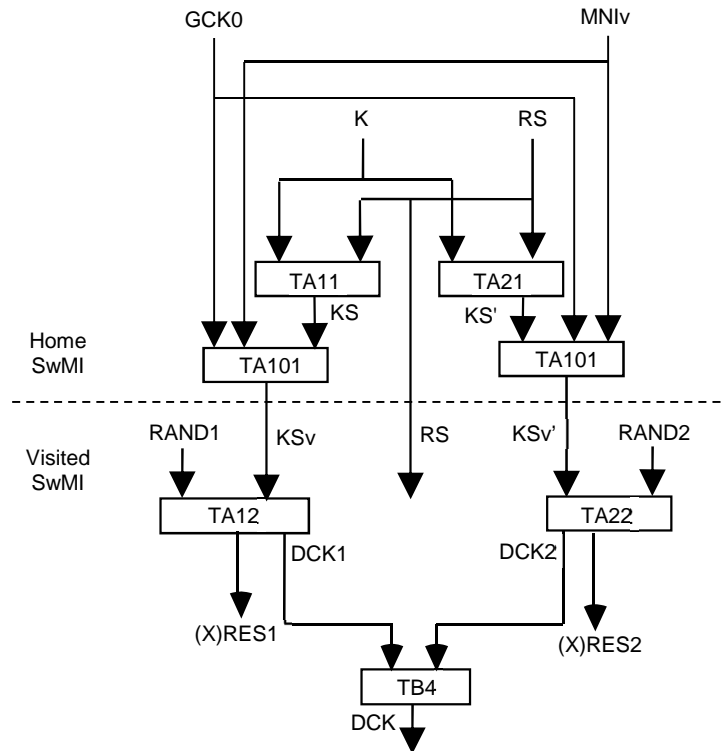 GCK0
MNIv
K
RS
TA11
TA21
KS
KS'
Home
SwMI
TA101
TA101
RAND1
KSv
RS
KSv’
RAND2
Visited
SwMI
TA12
TA22
DCK1
DCK2
(X)RES1
(X)RES2
TB4
DCK